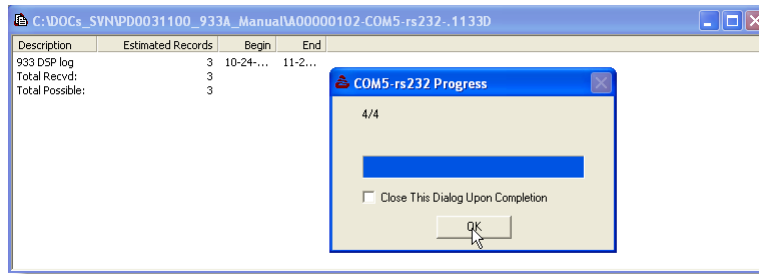 C:\DOCs_SVN\PD0031100_933A_Manual\A00000102-COM5-rs232-.1133D
Description Estimated Records Begin End
933 DSP log 3 10-24-... 11-2...
Total Recvd: 3
Total Possible: 3
COM5-rs232 Progress
4/4
Close This Dialog Upon Completion
OK